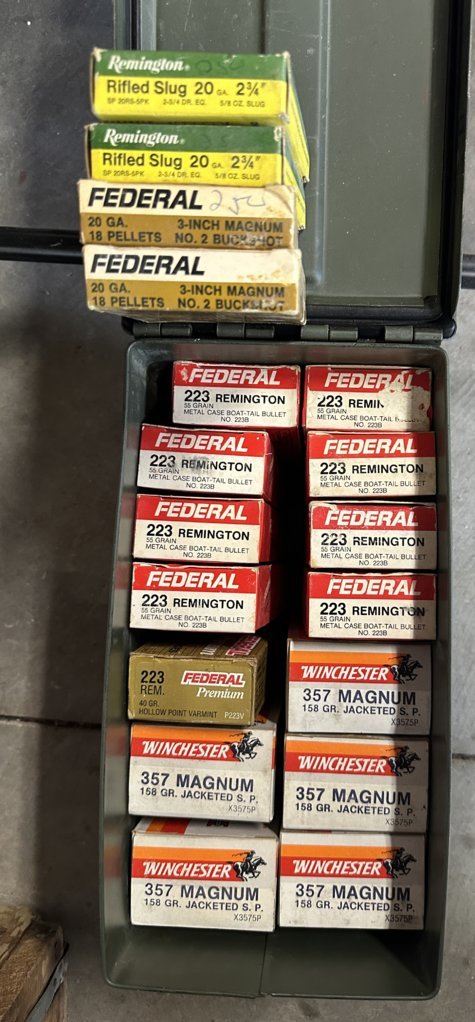 Remington®
Rifled Slug 20 GA. 2¾"
SP 20RS-5PK 2-3/4 DR. EQ. 5/8 OZ. SLUG
Remington®
Rifled Slug 20 GA. 2¾"
SP 20RS-5PK 2-3/4 DR. EQ. 5/8 OZ. SLUG
FEDERAL
20 GA. 3-INCH MAGNUM
18 PELLETS NO. 2 BUCKSHOT
FEDERAL
20 GA. 3-INCH MAGNUM
18 PELLETS NO. 2 BUCKSHOT
FEDERAL
223 REMINGTON
55 GRAIN
METAL CASE BOAT-TAIL BULLET
NO. 223B
FEDERAL
223 REMIN
55 GRAIN
METAL CASE BOAT-TAIL BULLET
NO. 223B
FEDERAL
223 REMINGTON
55 GRAIN
METAL CASE BOAT-TAIL BULLET
NO. 223B
FEDERAL
223 REMINGTON
55 GRAIN
METAL CASE BOAT-TAIL BULLET
NO. 223B
FEDERAL
223 REMINGTON
55 GRAIN
METAL CASE BOAT-TAIL BULLET
NO. 223B
FEDERAL
223 REMINGTON
55 GRAIN
METAL CASE BOAT-TAIL BULLET
NO. 223B
FEDERAL
223 REMINGTON
55 GRAIN
METAL CASE BOAT-TAIL BULLET
NO. 223B
FEDERAL
223 REMINGTON
55 GRAIN
METAL CASE BOAT-TAIL BULLET
NO. 223B
223 FEDERAL
REM. Premium
40 GR.
HOLLOW POINT VARMINT P223V
WINCHESTER
357 MAGNUM
158 GR. JACKETED S. P.
X3575P
WINCHESTER
357 MAGNUM
158 GR. JACKETED S. P.
X3575P
WINCHESTER
357 MAGNUM
158 GR. JACKETED S. P.
X3575P
WINCHESTER
357 MAGNUM
158 GR. JACKETED S. P.
X3575P
WINCHESTER
357 MAGNUM
158 GR. JACKETED S. P.
X3575P